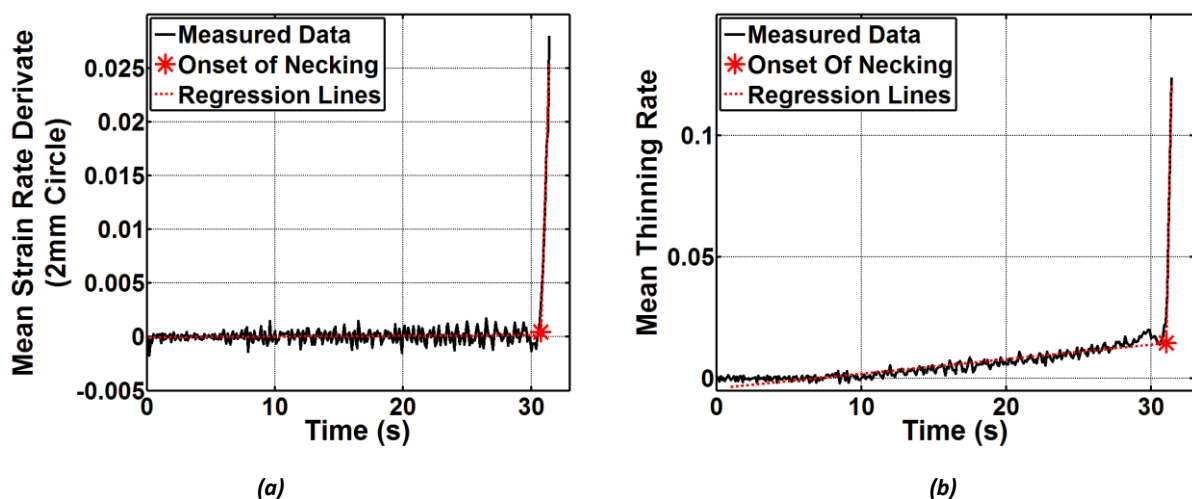 Mean Strain Rate Derivate
(2mm Circle)
Measured Data
Onset of Necking
Regression Lines
0.025
0.02
0.015
0.01
0.005
0
-0.005
0 10 20 30
Time (s)
(a)
Mean Thinning Rate
Measured Data
Onset Of Necking
Regression Lines
0.1
0.05
0
0 10 20 30
Time (s)
(b)